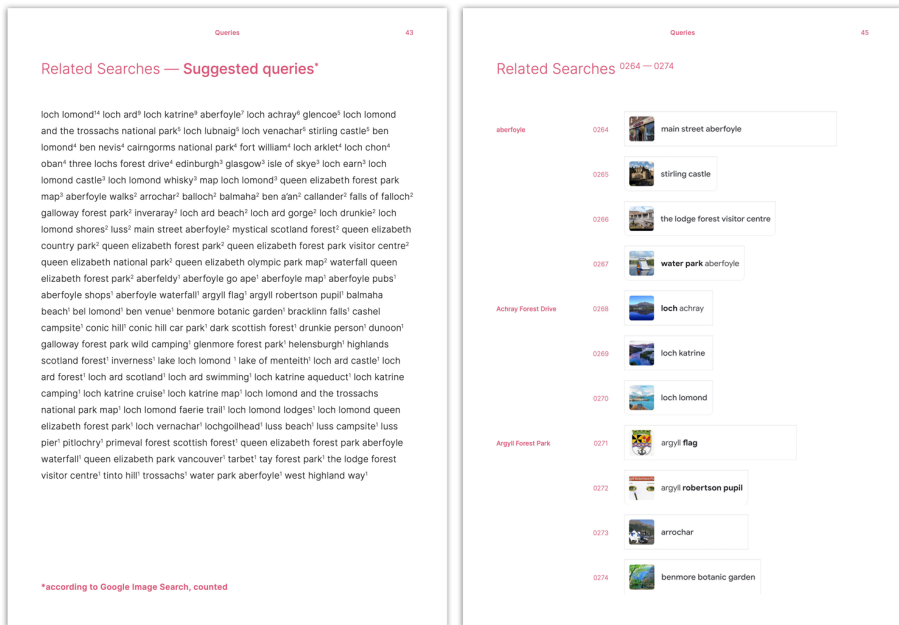 Queries
43
Related Searches — Suggested queries*
loch lomond¹⁴ loch ard⁹ loch katrine⁹ aberfoyle⁷ loch achray⁶ glencoe⁵ loch lomond
and the trossachs national park⁵ loch lubnaig⁵ loch venachar⁵ stirling castle⁵ ben
lomond⁴ ben nevis⁴ cairngorms national park⁴ fort william⁴ loch arklet⁴ loch chon⁴
oban⁴ three lochs forest drive⁴ edinburgh³ glasgow³ isle of skye³ loch earn³ loch
lomond castle³ loch lomond whisky³ map loch lomond³ queen elizabeth forest park
map³ aberfoyle walks² arrochar² balloch² balmaha² ben a'an² callander² falls of falloch²
galloway forest park² inveraray² loch ard beach² loch ard gorge² loch drunkie² loch
lomond shores² luss² main street aberfoyle² mystical scotland forest² queen elizabeth
country park² queen elizabeth forest park² queen elizabeth forest park visitor centre²
queen elizabeth national park² queen elizabeth olympic park map² waterfall queen
elizabeth forest park² aberfeldy¹ aberfoyle go ape¹ aberfoyle map¹ aberfoyle pubs¹
aberfoyle shops¹ aberfoyle waterfall¹ argyll flag¹ argyll robertson pupil¹ balmaha
beach¹ bel lomond¹ ben venue¹ benmore botanic garden¹ bracklinn falls¹ cashel
campsite¹ conic hill¹ conic hill car park¹ dark scottish forest¹ drunkie person¹ dunoon¹
galloway forest park wild camping¹ glenmore forest park¹ helensburgh¹ highlands
scotland forest¹ inverness¹ lake loch lomond ¹ lake of menteith¹ loch ard castle¹ loch
ard forest¹ loch ard scotland¹ loch ard swimming¹ loch katrine aqueduct¹ loch katrine
camping¹ loch katrine cruise¹ loch katrine map¹ loch lomond and the trossachs
national park map¹ loch lomond faerie trail¹ loch lomond lodges¹ loch lomond queen
elizabeth forest park¹ loch vernachar¹ lochgoilhead¹ luss beach¹ luss campsite¹ luss
pier¹ pitlochry¹ primeval forest scottish forest¹ queen elizabeth forest park aberfoyle
waterfall¹ queen elizabeth park vancouver¹ tarbet¹ tay forest park¹ the lodge forest
visitor centre¹ tinto hill¹ trossachs¹ water park aberfoyle¹ west highland way¹
*according to Google Image Search, counted
Queries
45
Related Searches 0264 — 0274
aberfoyle 0264 main street aberfoyle
0265 stirling castle
0266 the lodge forest visitor centre
0267 water park aberfoyle
Achray Forest Drive 0268 loch achray
0269 loch katrine
0270 loch lomond
Argyll Forest Park 0271 argyll flag
0272 argyll robertson pupil
0273 arrochar
0274 benmore botanic garden